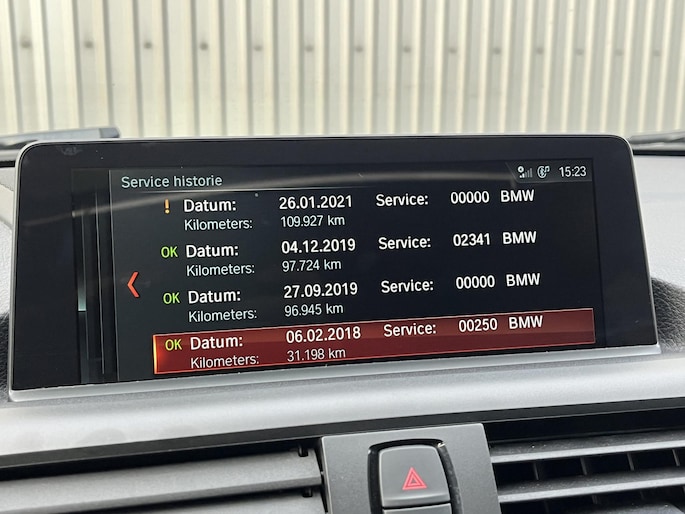 Service historie 15:23
! Datum: 26.01.2021 Service: 00000 BMW
Kilometers: 109.927 km
OK Datum: 04.12.2019 Service: 02341 BMW
Kilometers: 97.724 km
OK Datum: 27.09.2019 Service: 00000 BMW
Kilometers: 96.945 km
OK Datum: 06.02.2018 Service: 00250 BMW
Kilometers: 31.198 km